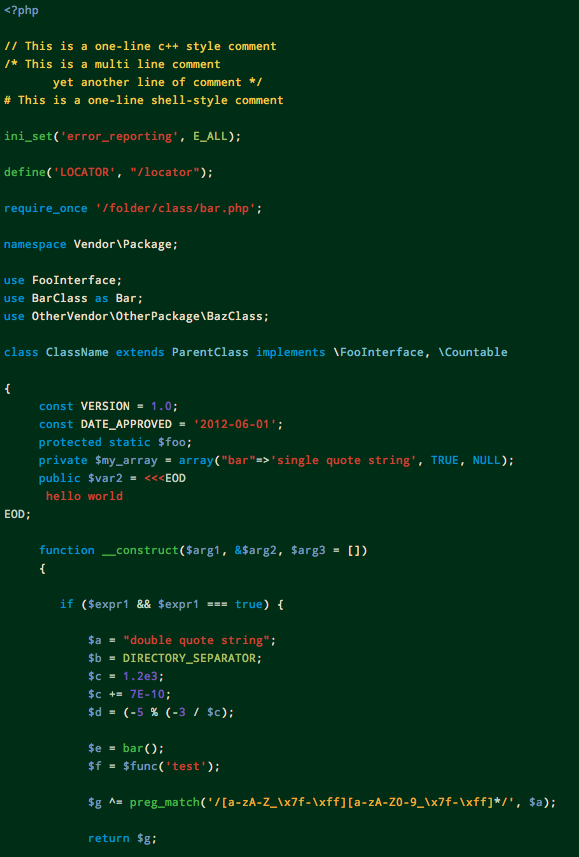 <?php
// This is a one-line c++ style comment
/* This is a multi line comment
yet another line of comment */
# This is a one-line shell-style comment
ini_set('error_reporting', E_ALL);
define('LOCATOR', "/locator");
require_once '/folder/class/bar.php';
namespace Vendor\Package;
use FooInterface;
use BarClass as Bar;
use OtherVendor\OtherPackage\BazClass;
class ClassName extends ParentClass implements \FooInterface, \Countable
{
const VERSION = 1.0;
const DATE_APPROVED = '2012-06-01';
protected static $foo;
private $my_array = array("bar"=>'single quote string', TRUE, NULL);
public $var2 = <<<EOD
hello world
EOD;
function __construct($arg1, &$arg2, $arg3 = [])
{
if ($expr1 && $expr1 === true) {
$a = "double quote string";
$b = DIRECTORY_SEPARATOR;
$c = 1.2e3;
$c += 7E-10;
$d = (-5 % (-3 / $c);
$e = bar();
$f = $func('test');
$g ^= preg_match('/[a-zA-Z_\x7f-\xff][a-zA-Z0-9_\x7f-\xff]*/', $a);
return $g;